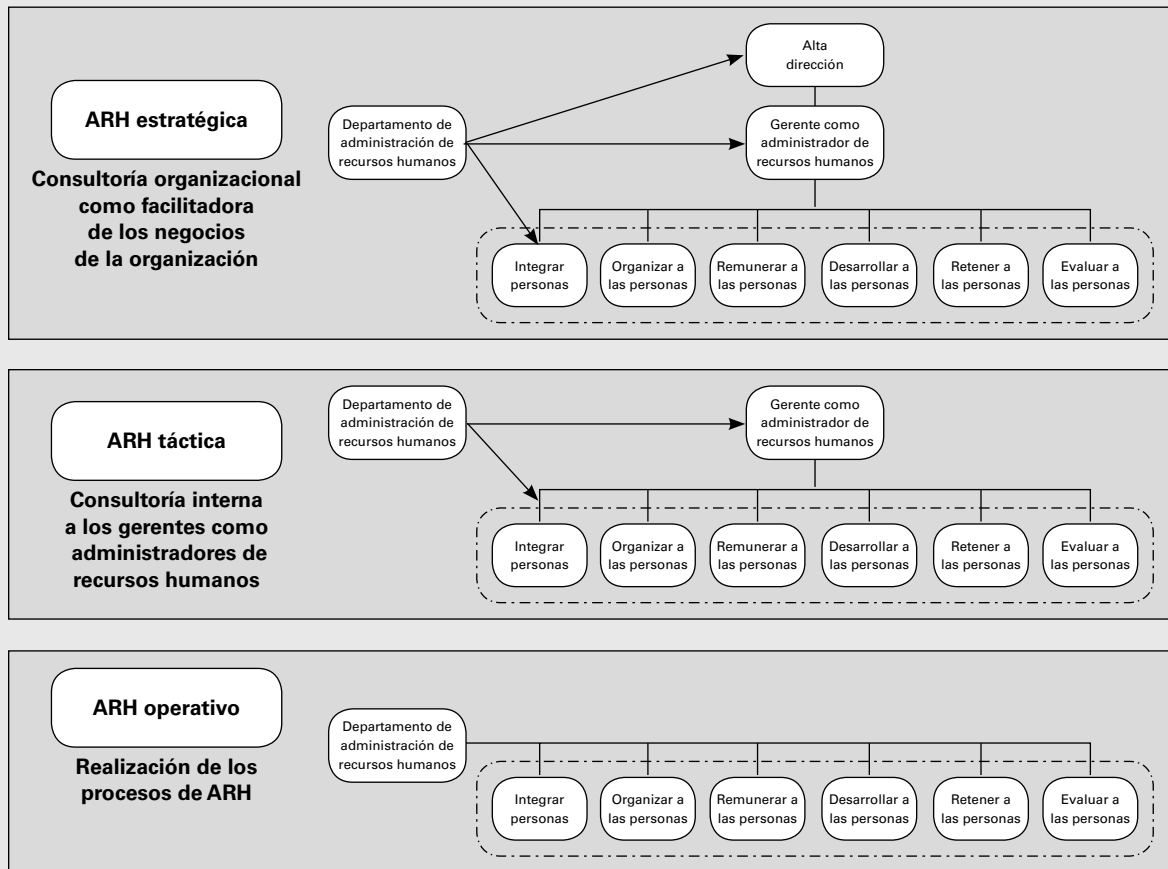 ARH estratégica
Consultoría organizacional
como facilitadora
de los negocios
de la organización
Departamento de
administración de
recursos humanos
Alta
dirección
Gerente como
administrador de
recursos humanos
Integrar
personas
Organizar a
las personas
Remunerar a
las personas
Desarrollar a
las personas
Retener a
las personas
Evaluar a
las personas
ARH táctica
Consultoría interna
a los gerentes como
administradores de
recursos humanos
Departamento de
administración de
recursos humanos
Gerente como
administrador de
recursos humanos
Integrar
personas
Organizar a
las personas
Remunerar a
las personas
Desarrollar a
las personas
Retener a
las personas
Evaluar a
las personas
ARH operativo
Realización de los
procesos de ARH
Departamento de
administración de
recursos humanos
Integrar
personas
Organizar a
las personas
Remunerar a
las personas
Desarrollar a
las personas
Retener a
las personas
Evaluar a
las personas